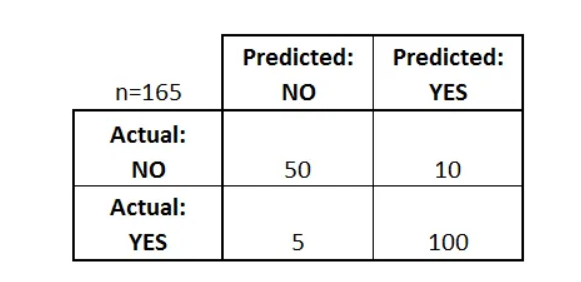 Predicted: Predicted:
n=165 NO YES
Actual:
NO 50 10
Actual:
YES 5 100